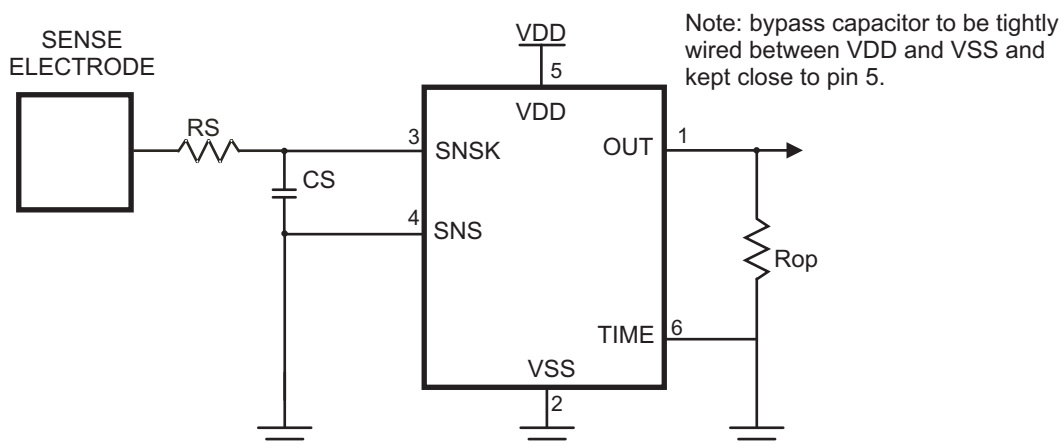 SENSE
ELECTRODE
RS
CS
3
SNSK
4
SNS
VDD
5
VDD
OUT
1
Rop
TIME
6
VSS
2
Note: bypass capacitor to be tightly
wired between VDD and VSS and
kept close to pin 5.